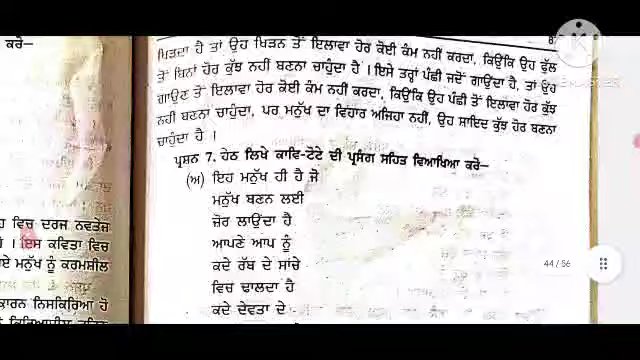 ਕਰੋ—
ਖਿੜਦਾ ਹੈ ਤਾਂ ਉਹ ਖਿੜਨ ਤੋਂ ਇਲਾਵਾ ਹੋਰ ਕੋਈ ਕੰਮ ਨਹੀਂ ਕਰਦਾ, ਕਿਉਂਕਿ ਉਹ ਫੁੱਲ
ਤੋਂ ਬਿਨਾਂ ਹੋਰ ਕੁੱਝ ਨਹੀਂ ਬਣਨਾ ਚਾਹੁੰਦਾ ਹੈ । ਇਸੇ ਤਰ੍ਹਾਂ ਪੰਛੀ ਜਦੋਂ ਗਾਉਂਦਾ ਹੈ, ਤਾਂ ਉਹ
ਗਾਉਣ ਤੋਂ ਇਲਾਵਾ ਹੋਰ ਕੋਈ ਕੰਮ ਨਹੀਂ ਕਰਦਾ, ਕਿਉਂਕਿ ਉਹ ਪੰਛੀ ਤੋਂ ਇਲਾਵਾ ਹੋਰ ਕੁੱਝ
ਨਹੀਂ ਬਣਨਾ ਚਾਹੁੰਦਾ, ਪਰ ਮਨੁੱਖ ਦਾ ਵਿਹਾਰ ਅਜਿਹਾ ਨਹੀਂ, ਉਹ ਸ਼ਾਇਦ ਕੁੱਝ ਹੋਰ ਬਣਨਾ
ਚਾਹੁੰਦਾ ਹੈ ।
ਪ੍ਰਸ਼ਨ 7. ਹੇਠ ਲਿਖੇ ਕਾਵਿ-ਟੋਟੇ ਦੀ ਪ੍ਰਸੰਗ ਸਹਿਤ ਵਿਆਖਿਆ ਕਰੋ—
(ਅ) ਇਹ ਮਨੁੱਖ ਹੀ ਹੈ ਜੋ
ਮਨੁੱਖ ਬਣਨ ਲਈ
ਜ਼ੋਰ ਲਾਉਂਦਾ ਹੈ
ਆਪਣੇ ਆਪ ਨੂੰ
ਕਦੇ ਰੱਬ ਦੇ ਸਾਂਚੇ
ਵਿਚ ਢਾਲਦਾ ਹੈ
ਕਦੇ ਦੇਵਤਾ ਦੇ
ਵਿਚ ਦਰਜ ਨਵਤੇਜ
ਇਸ ਕਵਿਤਾ ਵਿਚ
ਮਨੁੱਖ ਨੂੰ ਕਰਮਸ਼ੀਲ
ਕਾਰਨ ਨਿਸਕਿਰਿਆ ਹੋ
44 / 56